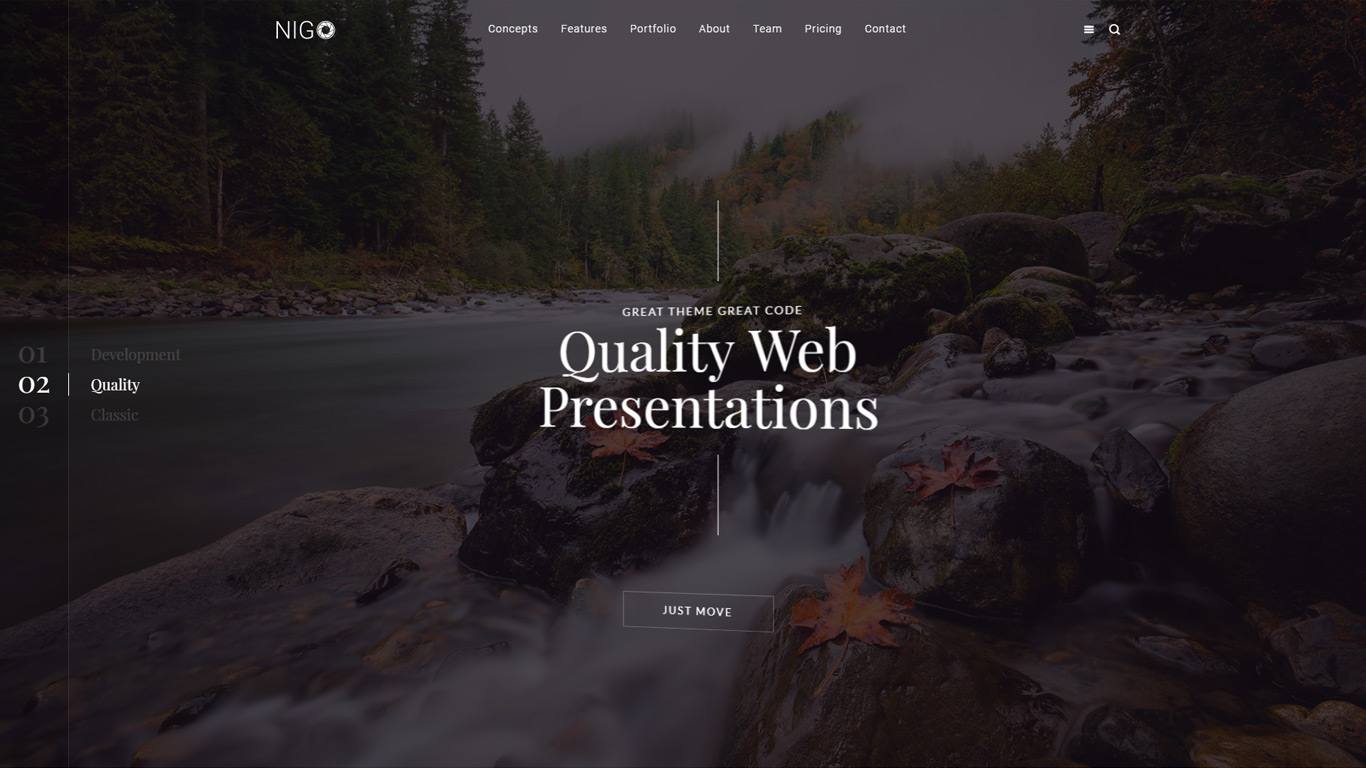 NIGO
Concepts
Features
Portfolio
About
Team
Pricing
Contact
GREAT THEME GREAT CODE
Quality Web
Presentations
01 Development
02 Quality
03 Classic
JUST MOVE